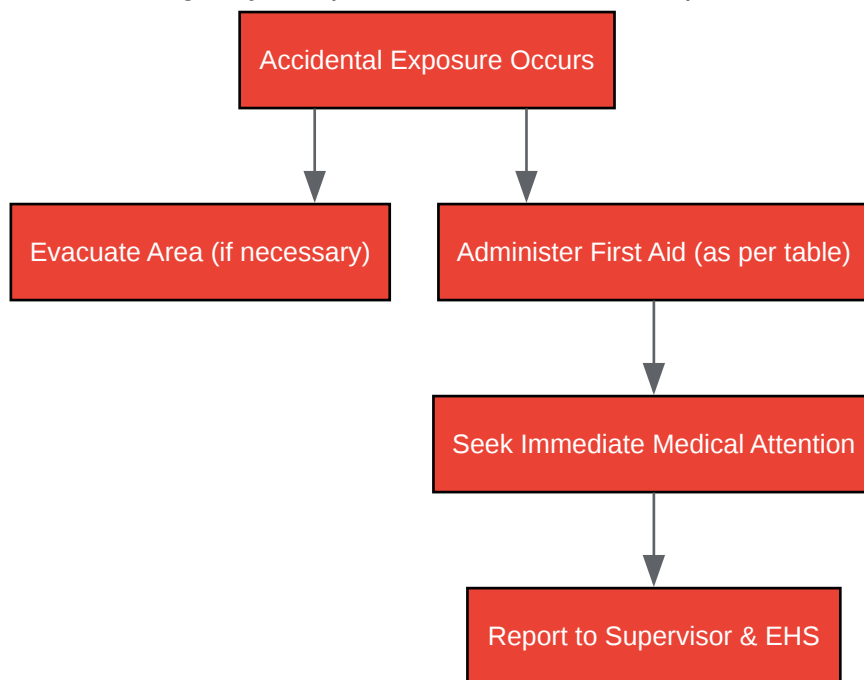 Accidental Exposure Occurs
Evacuate Area (if necessary)
Administer First Aid (as per table)
Seek Immediate Medical Attention
Report to Supervisor & EHS